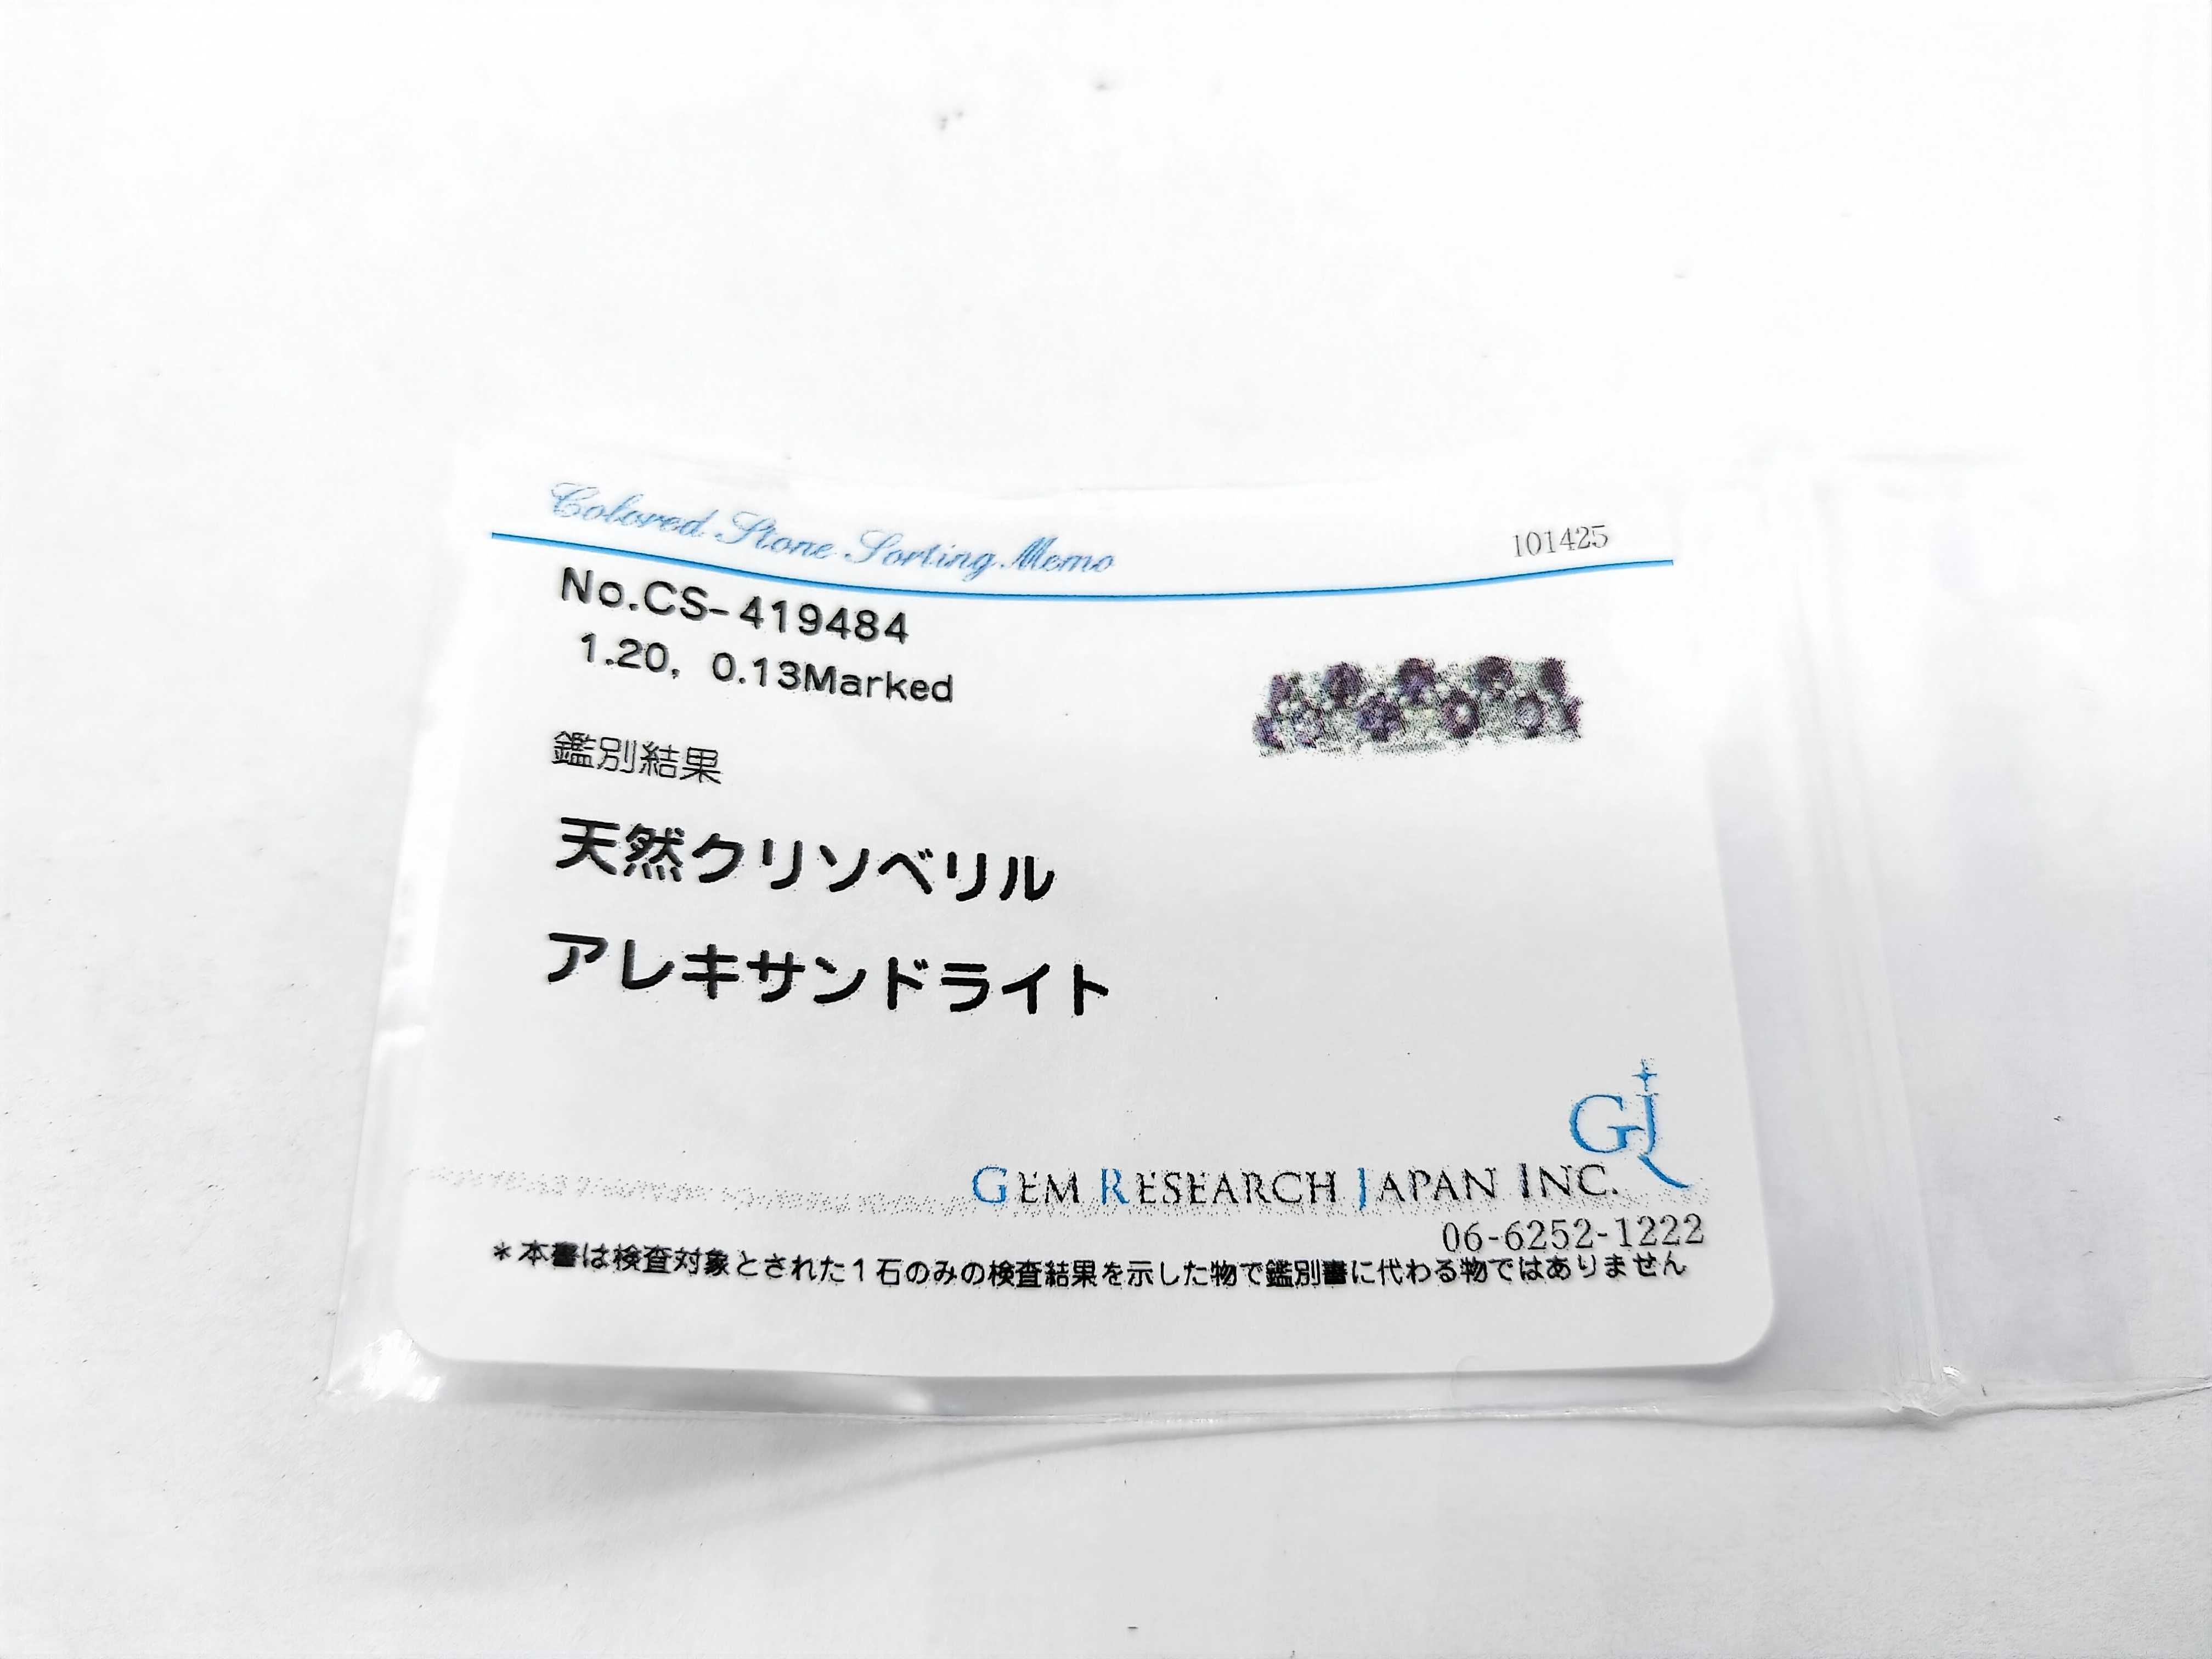 Colored Stone Sorting Memo
101425
No.CS-419484
1.20, 0.13Marked
鑑別結果
天然クリソベリル
アレキサンドライト
GJ
GEM RESEARCH JAPAN INC.
06-6252-1222
*本書は検査対象とされた1石のみの検査結果を示した物で鑑別書に代わる物ではありません